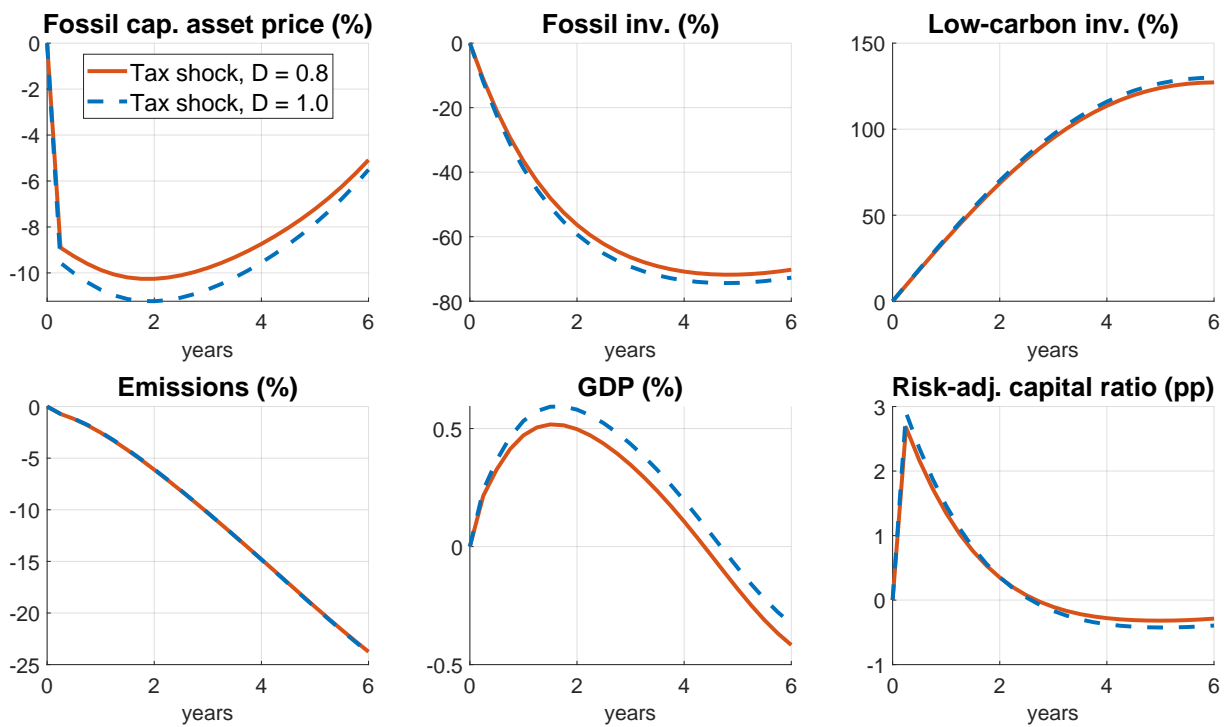 Fossil cap. asset price (%)
Fossil inv. (%)
Low-carbon inv. (%)
Tax shock, D = 0.8
Tax shock, D = 1.0
0
-2
-4
-6
-8
-10
0 2 4 6
years
0
-20
-40
-60
-80
0 2 4 6
years
150
100
50
0
0 2 4 6
years
Emissions (%)
GDP (%)
Risk-adj. capital ratio (pp)
0
-5
-10
-15
-20
-25
0 2 4 6
years
0.5
0
-0.5
0 2 4 6
years
3
2
1
0
-1
0 2 4 6
years